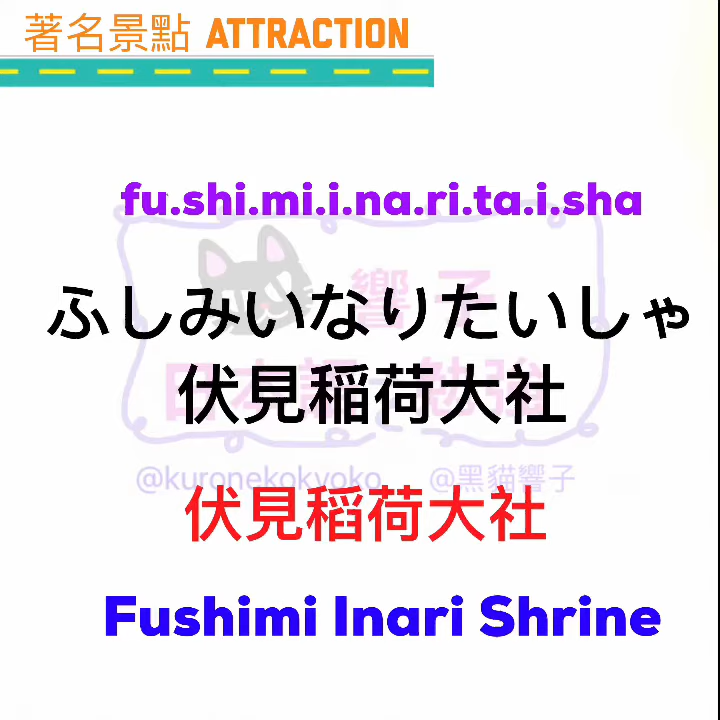 著名景點 ATTRACTION
fu.shi.mi.i.na.ri.ta.i.sha
ふしみいなりたいしゃ
響子
伏見稲荷大社
@kuronekokyoko @黑貓響子
伏見稻荷大社
Fushimi Inari Shrine